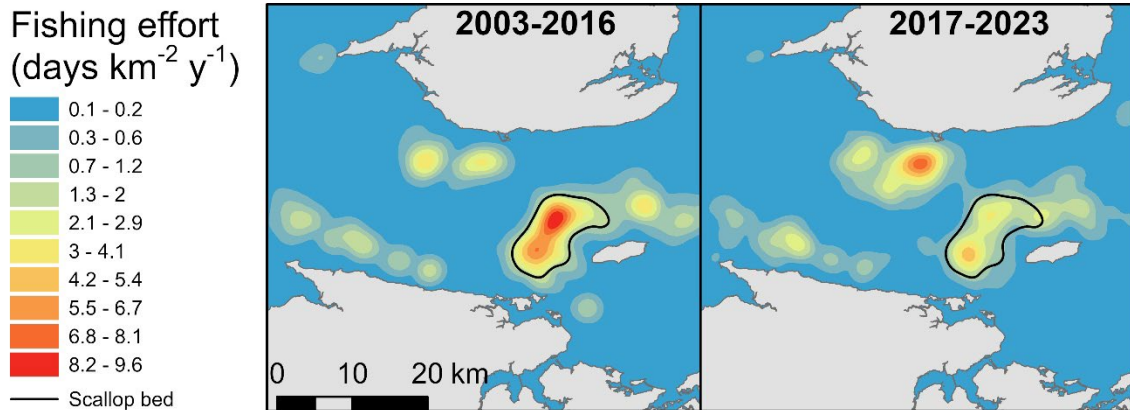 Fishing effort
(days km⁻² y⁻¹)
0.1 - 0.2
0.3 - 0.6
0.7 - 1.2
1.3 - 2
2.1 - 2.9
3 - 4.1
4.2 - 5.4
5.5 - 6.7
6.8 - 8.1
8.2 - 9.6
Scallop bed
2003-2016
0 10 20 km
2017-2023